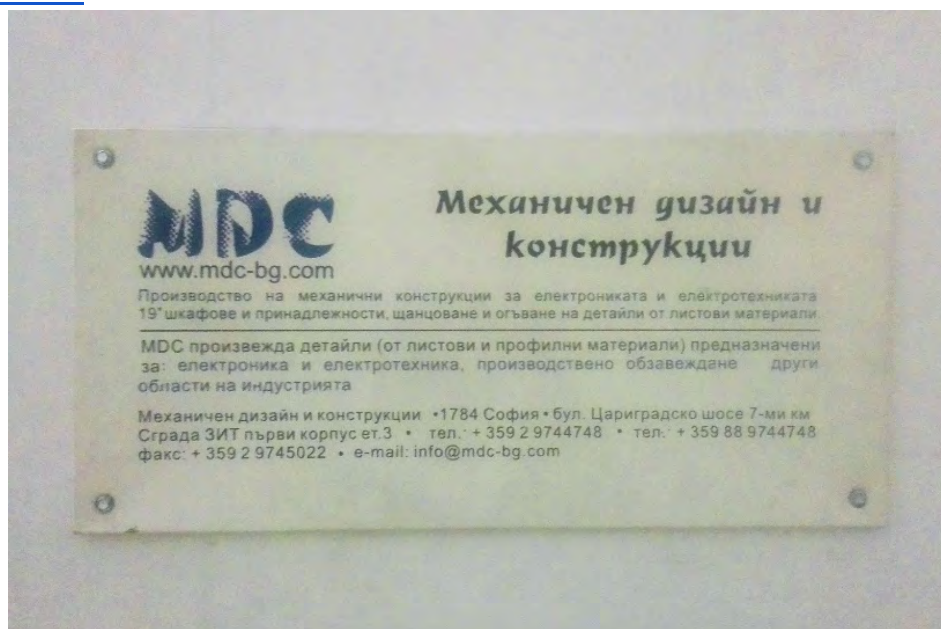 MDC
www.mdc-bg.com
Механичен дизайн и
конструкции
Производство на механични конструкции за електрониката и електротехниката
19" шкафове и принадлежности, щанцоване и огъване на детайли от листови материали
MDC произвежда детайли (от листови и профилни материали) предназначени
за: електроника и електротехника, производствено обзавеждане други
области на индустрията
Механичен дизайн и конструкции •1784 София • бул. Цариградско шосе 7-ми км
Сграда ЗИТ първи корпус ет.3 • тел.: + 359 2 9744748 • тел.: + 359 88 9744748
факс: + 359 2 9745022 • e-mail: info@mdc-bg.com